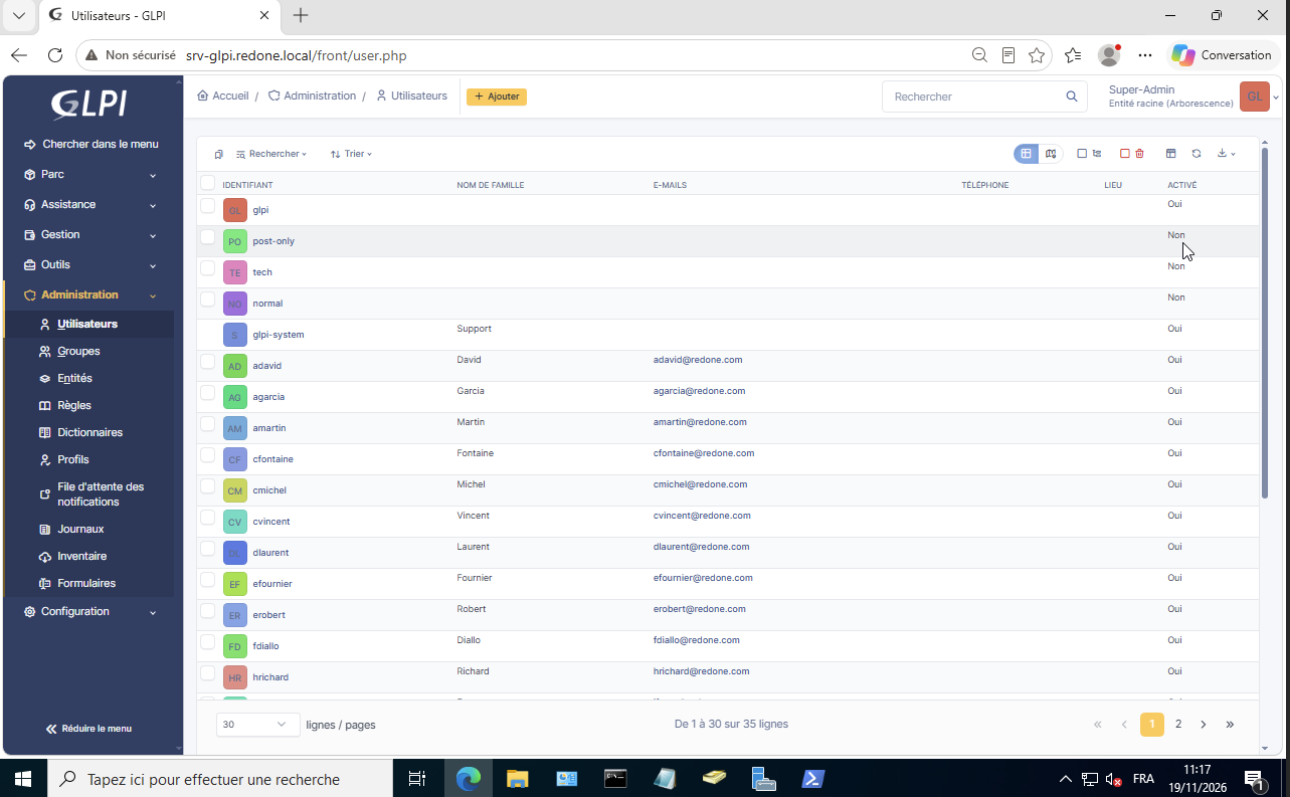 Utilisateurs - GLPI
Non sécurisé srv-glpi.redone.local/front/user.php
Conversation
GLPI
Accueil / Administration / Utilisateurs
+ Ajouter
Rechercher
Super-Admin
Entité racine (Arborescence)
GL
Chercher dans le menu
Parc
Assistance
Gestion
Outils
Administration
Utilisateurs
Groupes
Entités
Règles
Dictionnaires
Profils
File d'attente des
notifications
Journaux
Inventaire
Formulaires
Configuration
Réduire le menu
Rechercher Trier
IDENTIFIANT NOM DE FAMILLE E-MAILS TÉLÉPHONE LIEU ACTIVÉ
GL glpi Oui
PO post-only Non
TE tech Non
NO normal Non
S glpi-system Support Oui
AD adavid David adavid@redone.com Oui
AG agarcia Garcia agarcia@redone.com Oui
AM amartin Martin amartin@redone.com Oui
CF cfontaine Fontaine cfontaine@redone.com Oui
CM cmichel Michel cmichel@redone.com Oui
CV cvincent Vincent cvincent@redone.com Oui
DL dlaurent Laurent dlaurent@redone.com Oui
EF efournier Fournier efournier@redone.com Oui
ER erobert Robert erobert@redone.com Oui
FD fdiallo Diallo fdiallo@redone.com Oui
HR hrichard Richard hrichard@redone.com Oui
30 lignes / pages
De 1 à 30 sur 35 lignes
« ‹ 1 2 › »
Tapez ici pour effectuer une recherche
FRA
11:17
19/11/2026
1